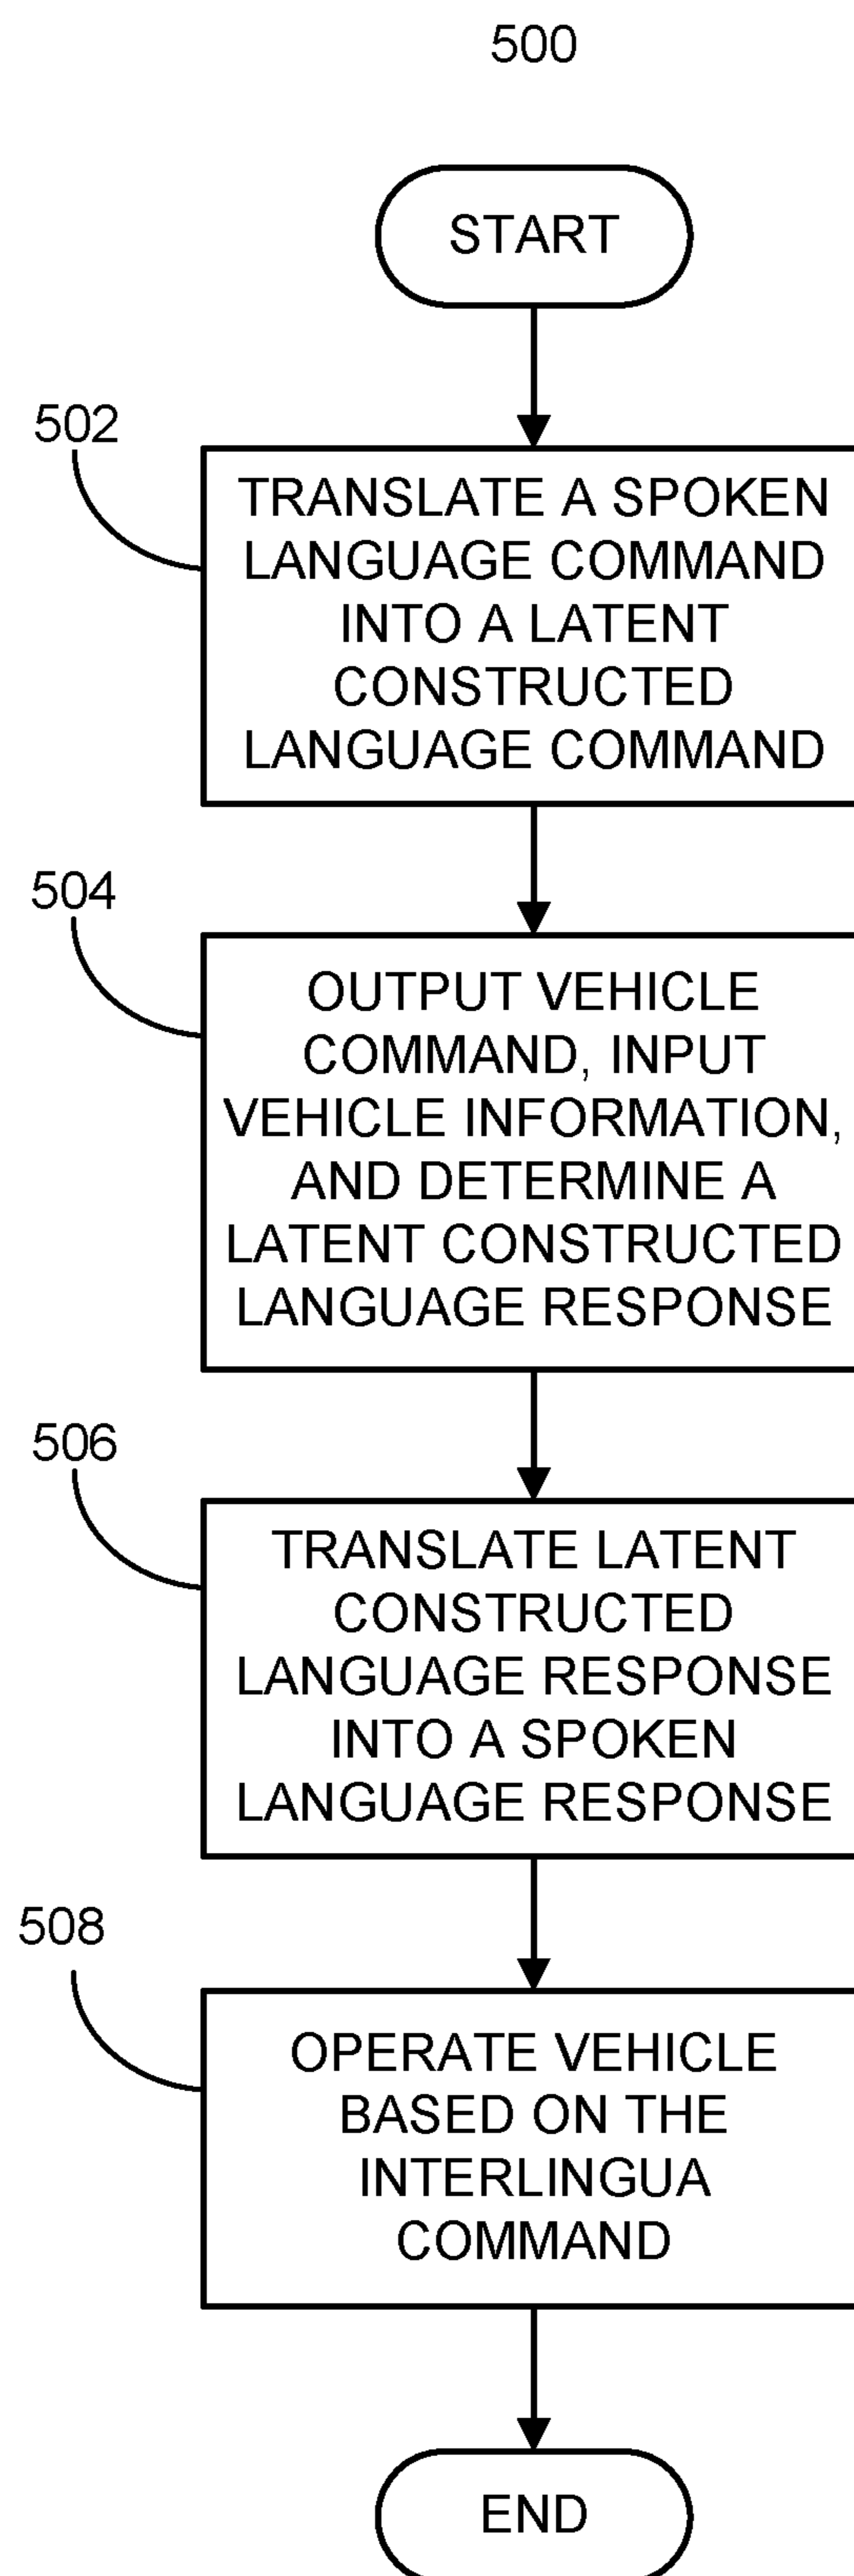 500
START
502
TRANSLATE A SPOKEN
LANGUAGE COMMAND
INTO A LATENT
CONSTRUCTED
LANGUAGE COMMAND
504
OUTPUT VEHICLE
COMMAND, INPUT
VEHICLE INFORMATION,
AND DETERMINE A
LATENT CONSTRUCTED
LANGUAGE RESPONSE
506
TRANSLATE LATENT
CONSTRUCTED
LANGUAGE RESPONSE
INTO A SPOKEN
LANGUAGE RESPONSE
508
OPERATE VEHICLE
BASED ON THE
INTERLINGUA
COMMAND
END